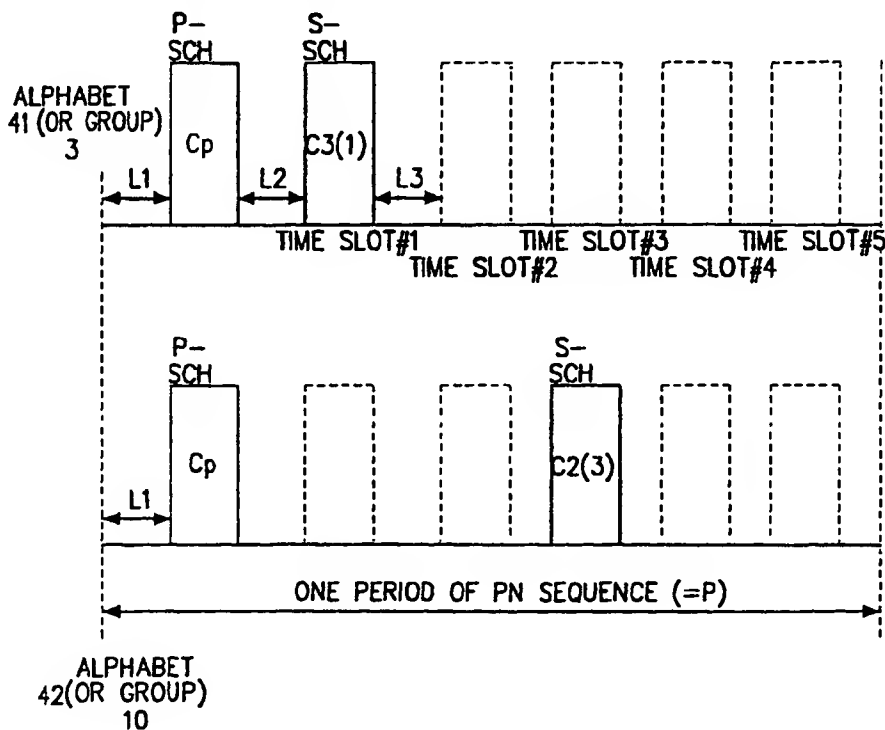 P- S-
SCH SCH
ALPHABET
41 (OR GROUP)
3
Cp C3(1)
L1 L2 L3
TIME SLOT#1 TIME SLOT#3 TIME SLOT#5
TIME SLOT#2 TIME SLOT#4
P- S-
SCH SCH
Cp C2(3)
L1
ONE PERIOD OF PN SEQUENCE (=P)
ALPHABET
42(OR GROUP)
10